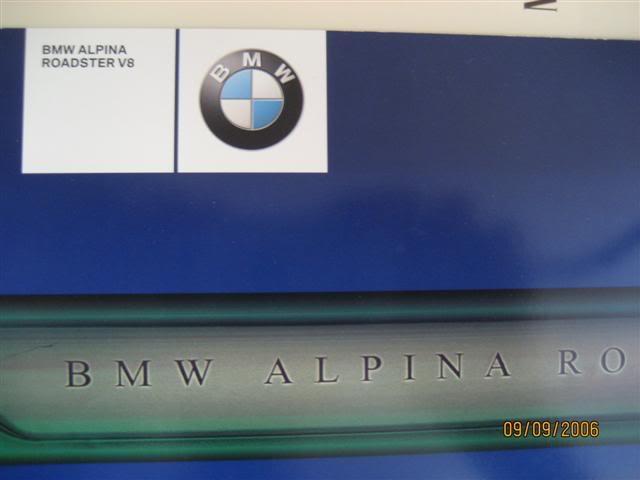 BMW ALPINA
ROADSTER V8
BMW
BMW ALPINA RO
09/09/2006